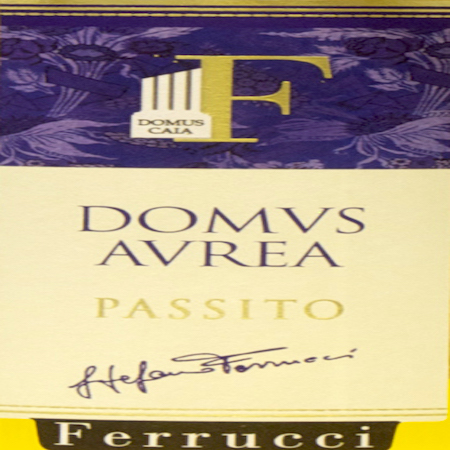 F
DOMUS
CAIA
DOMVS
AVREA
PASSITO
Stefano Ferrucci
Ferrucci